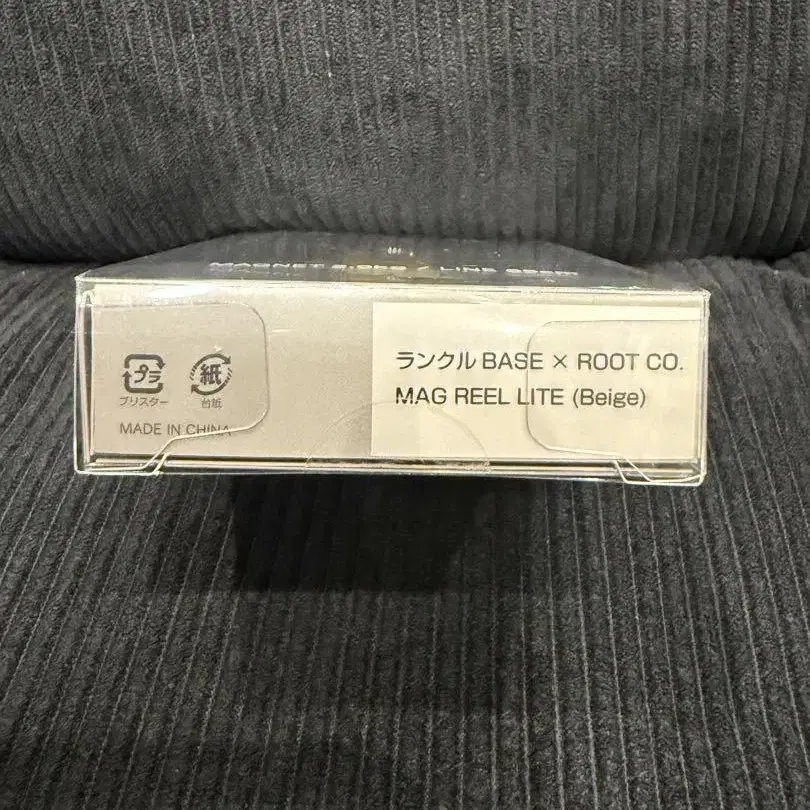 プラ
ブリスター
紙
台紙
MADE IN CHINA
ランクル BASE × ROOT CO.
MAG REEL LITE (Beige)